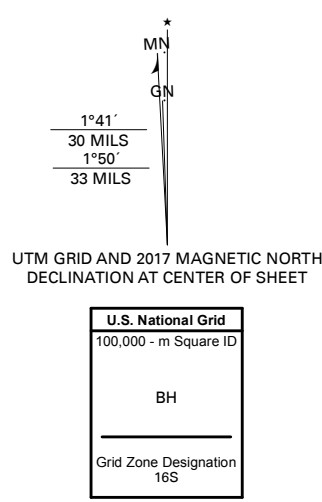 MN
GN
1°41´
30 MILS
1°50´
33 MILS
UTM GRID AND 2017 MAGNETIC NORTH
DECLINATION AT CENTER OF SHEET
U.S. National Grid
100,000 - m Square ID
BH
Grid Zone Designation
16S